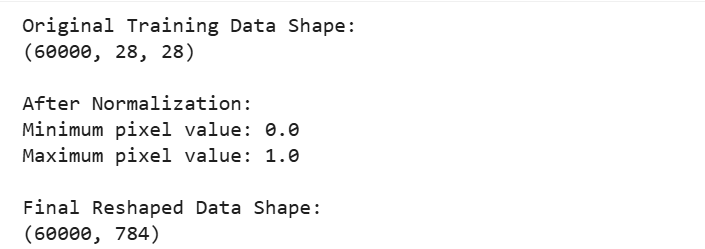 Original Training Data Shape:
(60000, 28, 28)
After Normalization:
Minimum pixel value: 0.0
Maximum pixel value: 1.0
Final Reshaped Data Shape:
(60000, 784)